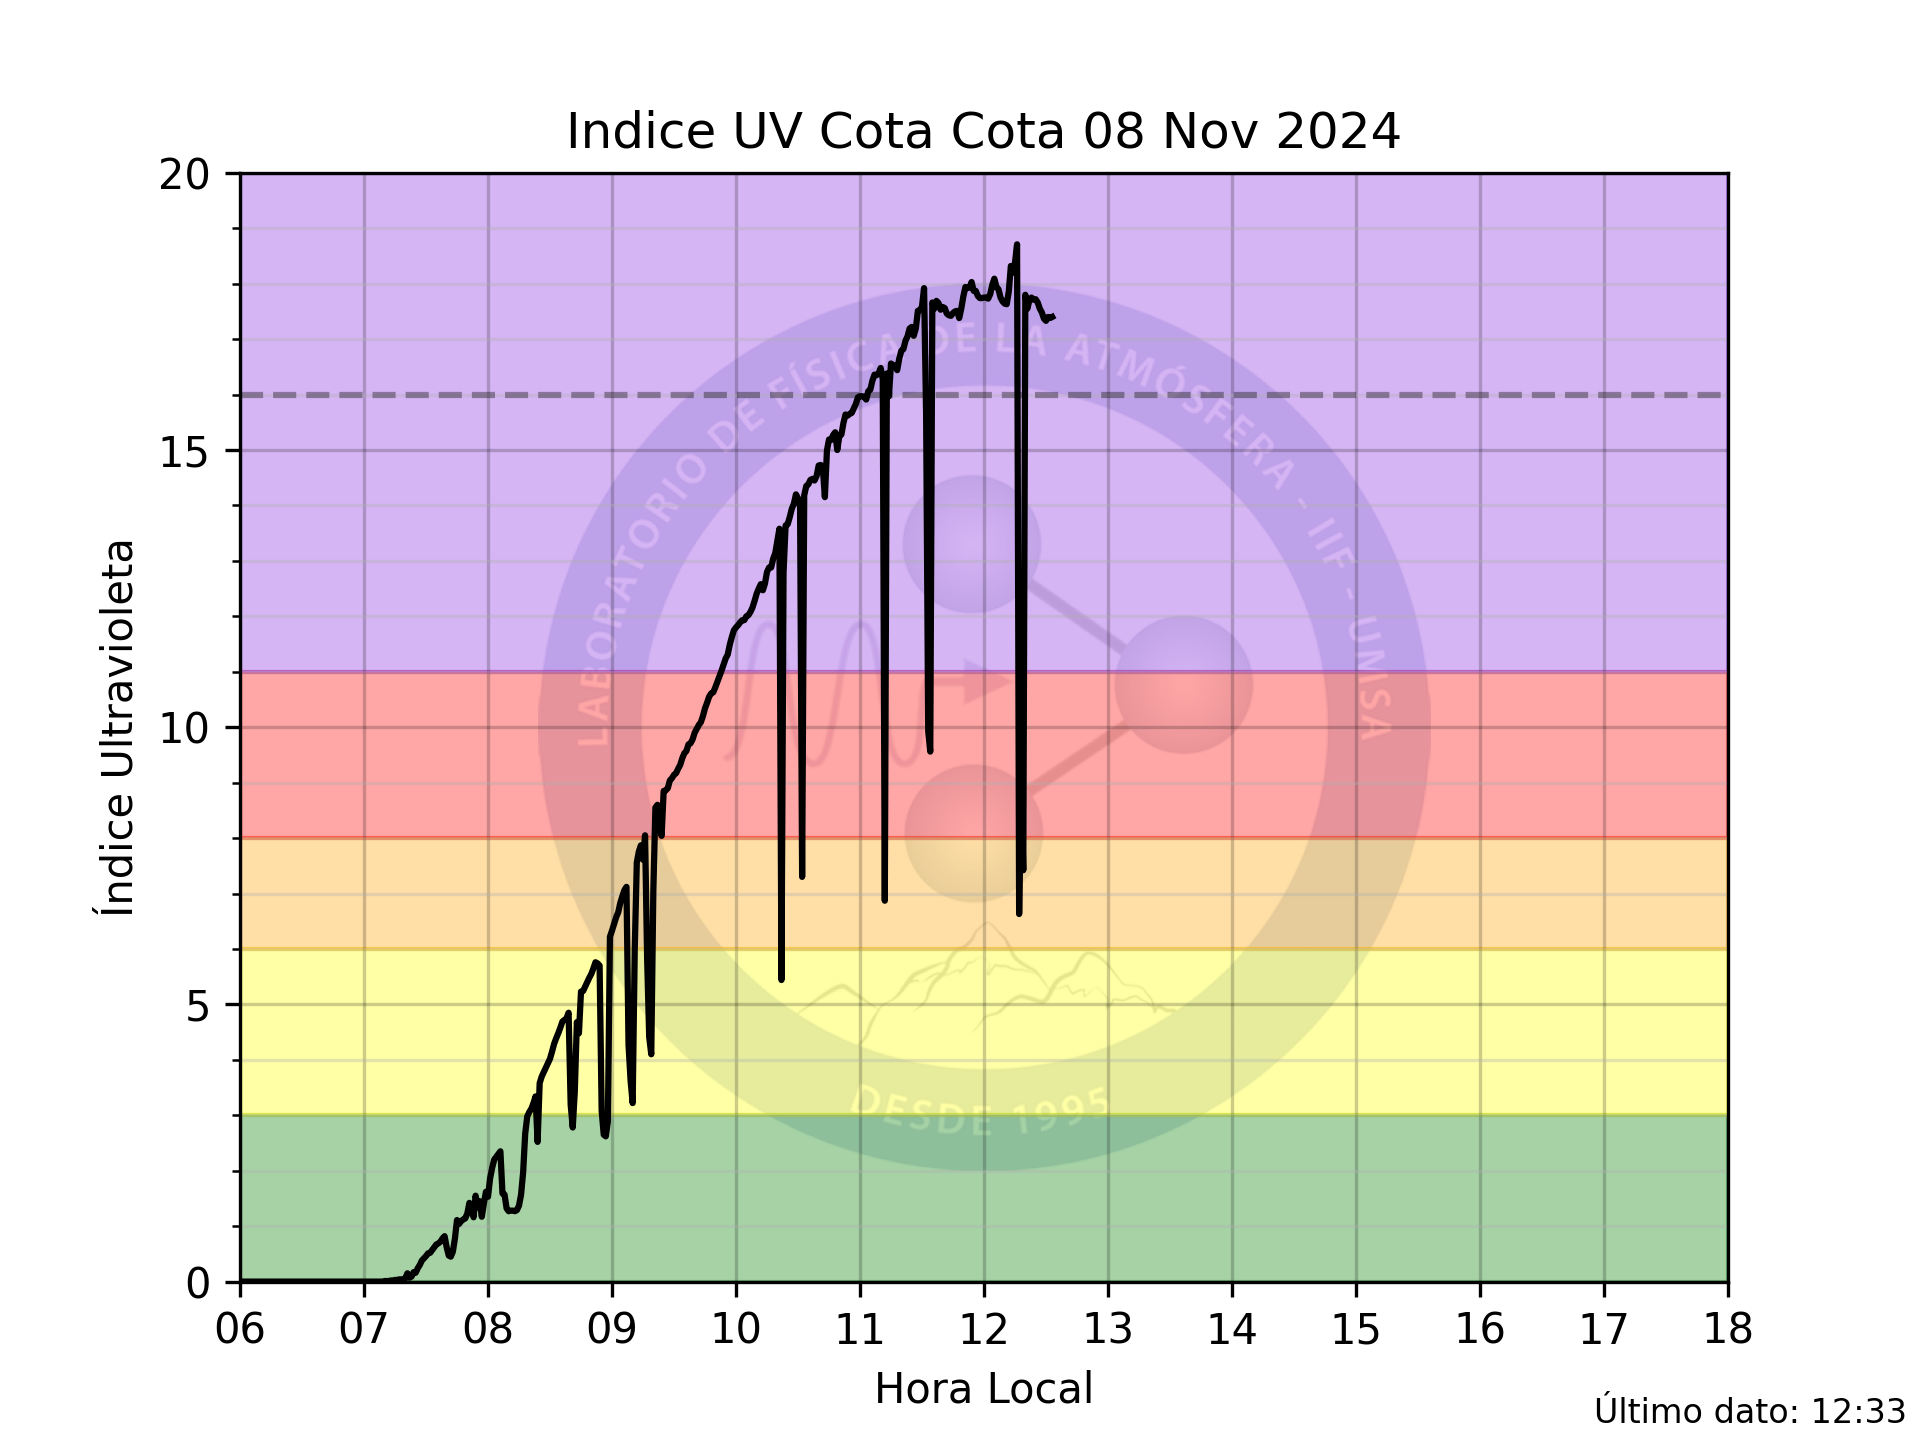 Indice UV Cota Cota 08 Nov 2024
20
15
10
5
0
Índice Ultravioleta
LABORATORIO DE FÍSICA DE LA ATMÓSFERA - IIF - UMSA
DESDE 1995
06 07 08 09 10 11 12 13 14 15 16 17 18
Hora Local
Último dato: 12:33